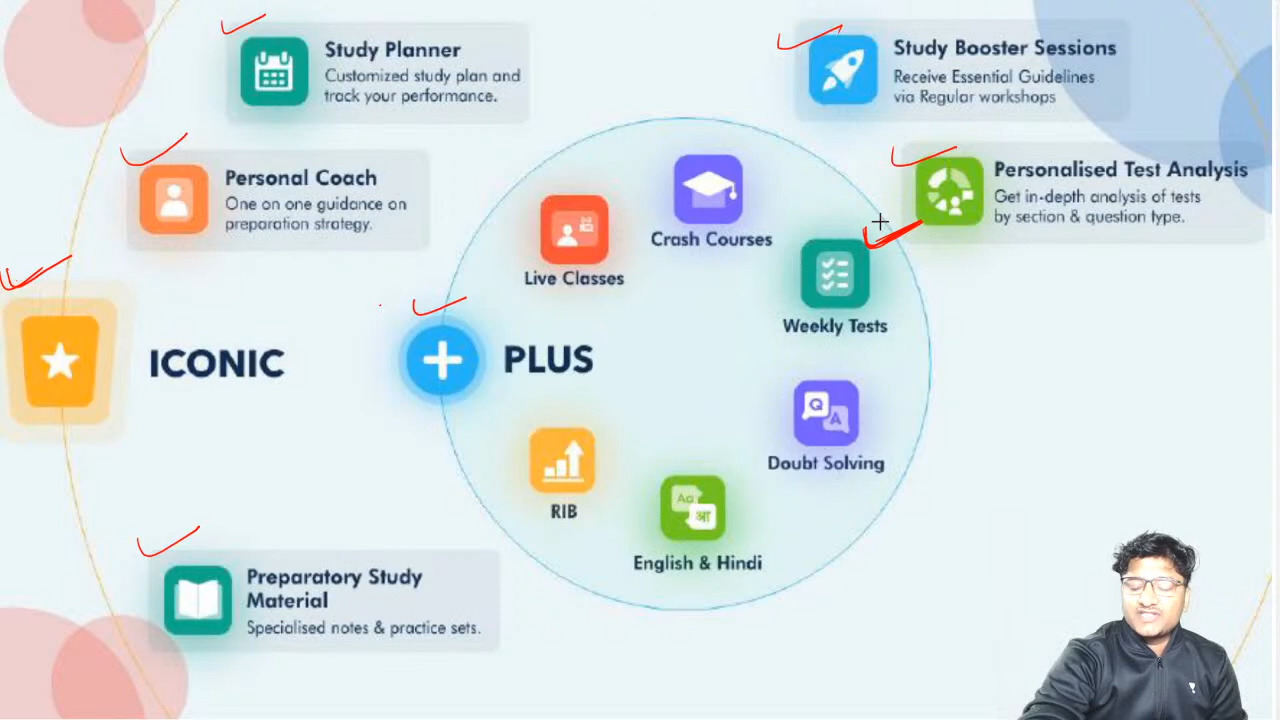 Study Planner
Customized study plan and
track your performance.
Study Booster Sessions
Receive Essential Guidelines
via Regular workshops
Personal Coach
One on one guidance on
preparation strategy.
Personalised Test Analysis
Get in-depth analysis of tests
by section & question type.
Crash Courses
Live Classes
Weekly Tests
ICONIC
PLUS
Q
A
Doubt Solving
RIB
Aa
आ
English & Hindi
Preparatory Study
Material
Specialised notes & practice sets.